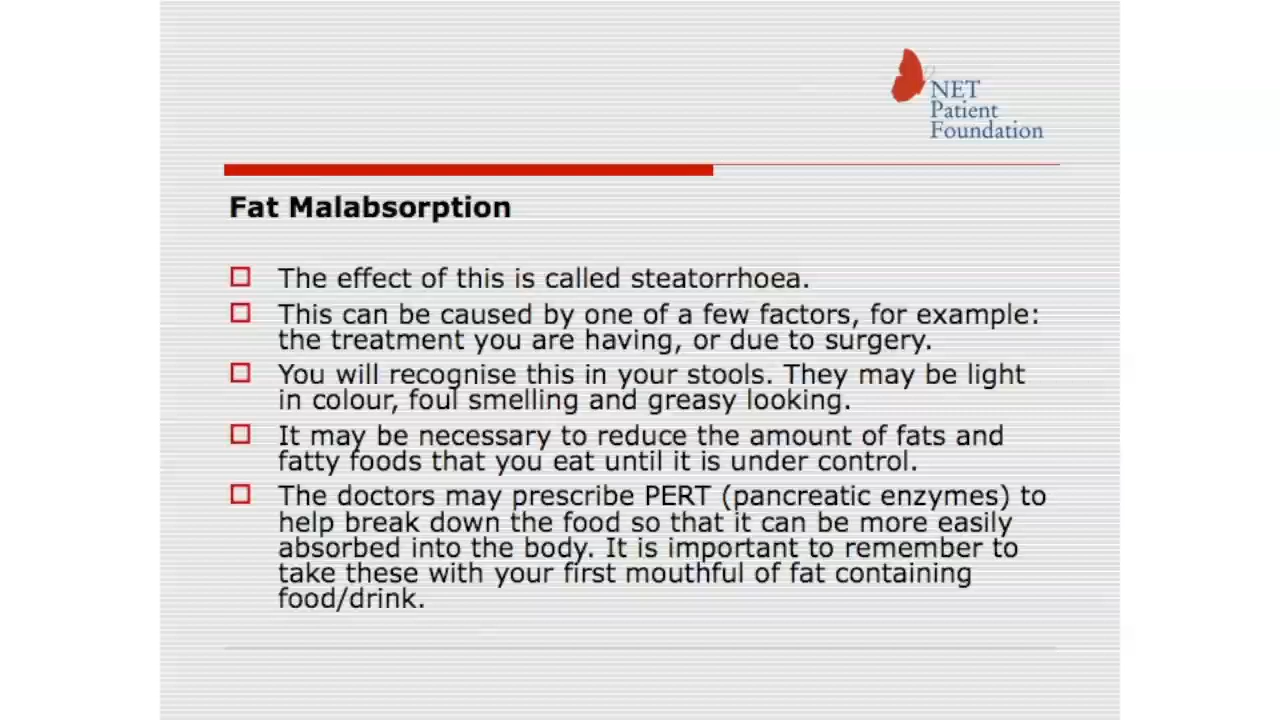 NET
Patient
Foundation
Fat Malabsorption
The effect of this is called steatorrhoea.
This can be caused by one of a few factors, for example:
the treatment you are having, or due to surgery.
You will recognise this in your stools. They may be light
in colour, foul smelling and greasy looking.
It may be necessary to reduce the amount of fats and
fatty foods that you eat until it is under control.
The doctors may prescribe PERT (pancreatic enzymes) to
help break down the food so that it can be more easily
absorbed into the body. It is important to remember to
take these with your first mouthful of fat containing
food/drink.